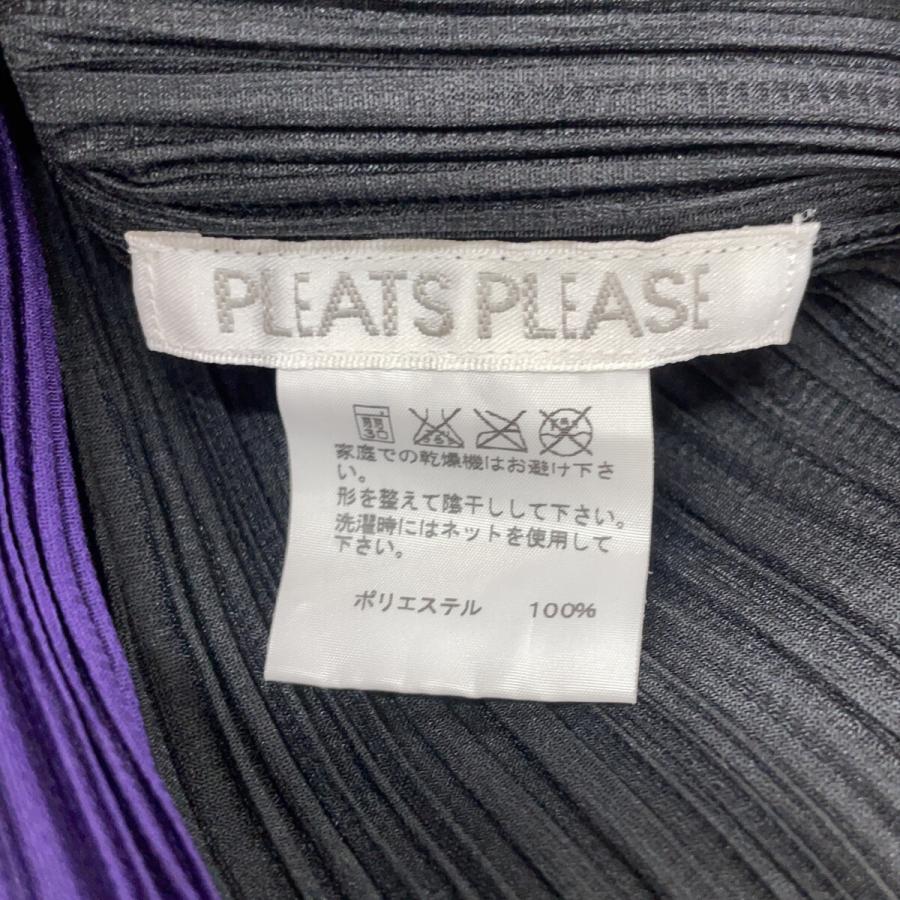 PLEATS PLEASE
家庭での乾燥機はお避け下さ
い。
形を整えて陰干しして下さい。
洗濯時にはネットを使用して
下さい。
ポリエステル 100%